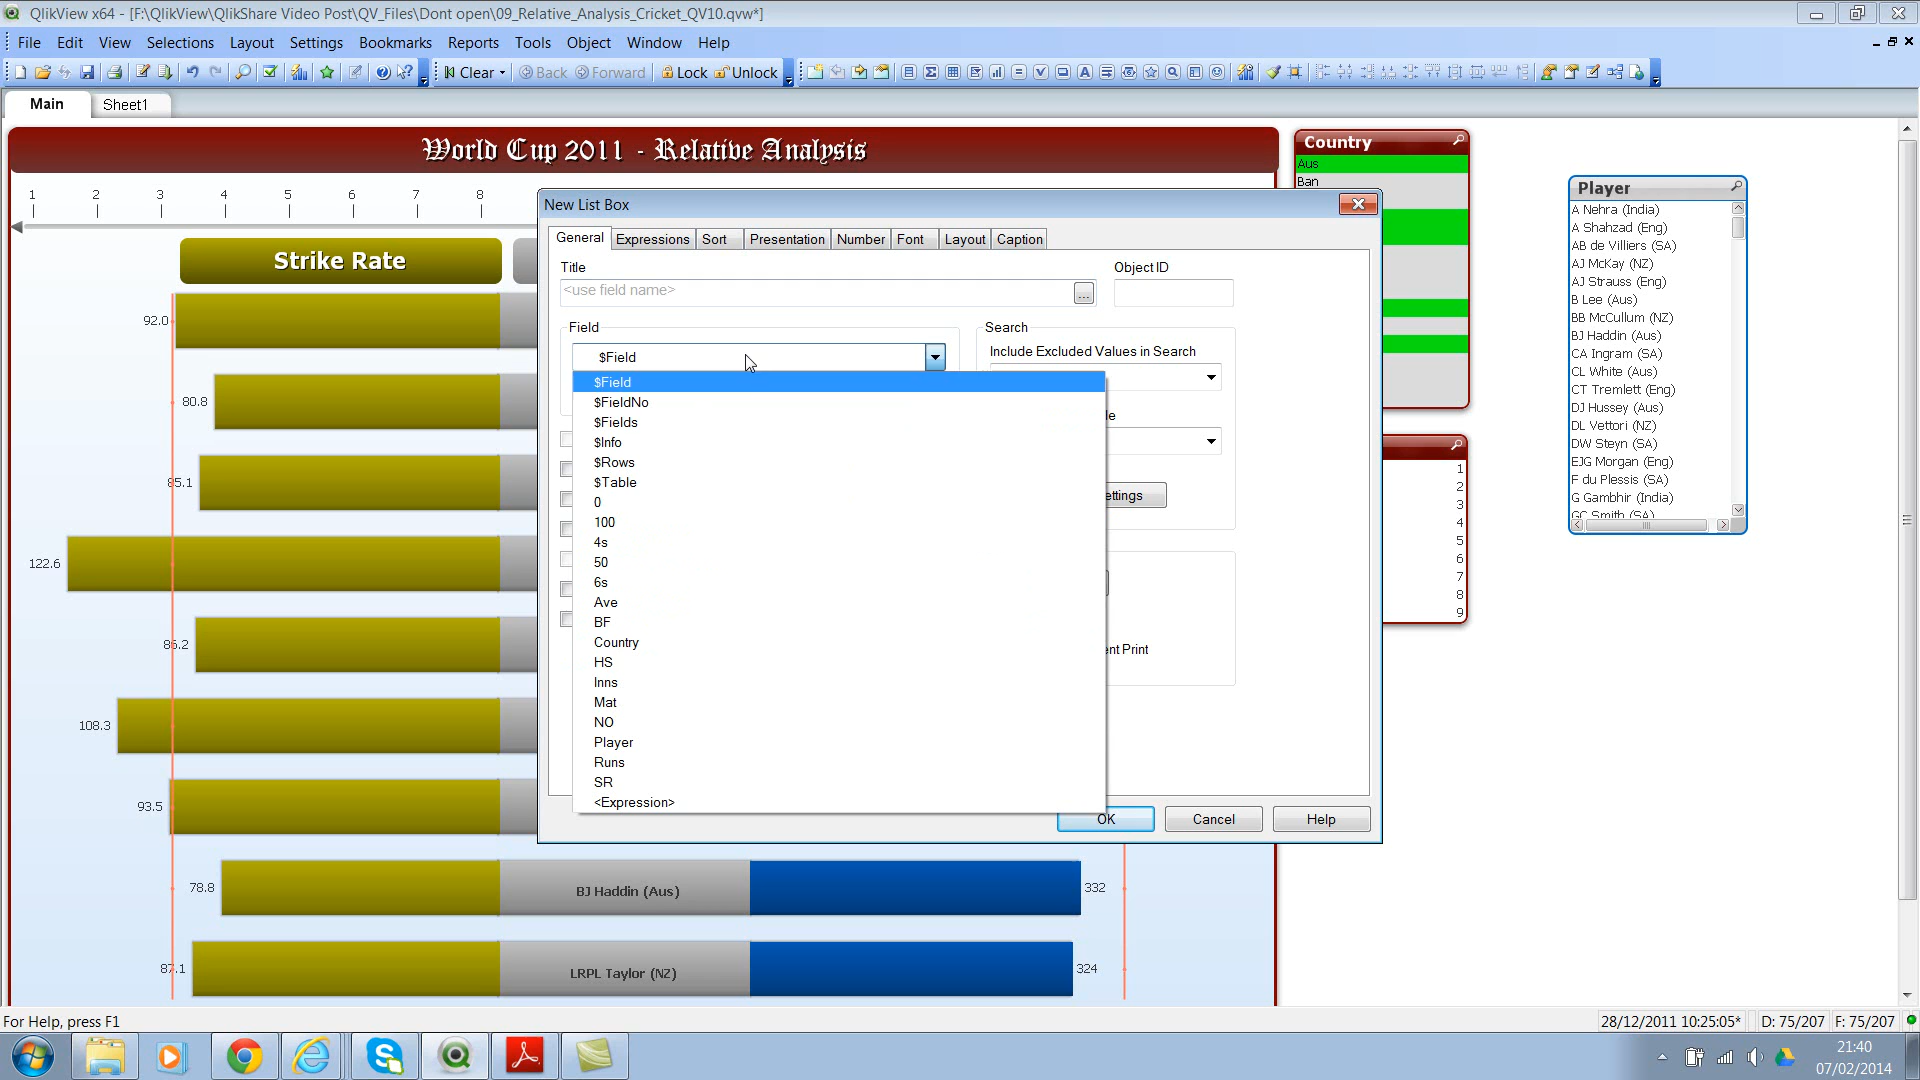 QlikView x64 - [F:\QlikView\QlikShare Video Post\QV_Files\Dont open\09_Relative_Analysis_Cricket_QV10.qvw*]
File Edit View Selections Layout Settings Bookmarks Reports Tools Object Window Help
Clear Back Forward Lock Unlock
Main Sheet1
World Cup 2011 - Relative Analysis
1 2 3 4 5 6 7 8
Strike Rate
92.0
80.8
85.1
122.6
86.2
108.3
93.5
78.8 BJ Haddin (Aus) 332
87.1 LRPL Taylor (NZ) 324
New List Box
General Expressions Sort Presentation Number Font Layout Caption
Title
<use field name>
...
Object ID
Field
$Field
$Field
$FieldNo
$Fields
$Info
$Rows
$Table
0
100
4s
50
6s
Ave
BF
Country
HS
Inns
Mat
NO
Player
Runs
SR
<Expression>
Search
Include Excluded Values in Search
le
ettings
ent Print
OK Cancel Help
Country
Aus
Ban
1
2
3
4
5
6
7
8
9
Player
A Nehra (India)
A Shahzad (Eng)
AB de Villiers (SA)
AJ McKay (NZ)
AJ Strauss (Eng)
B Lee (Aus)
BB McCullum (NZ)
BJ Haddin (Aus)
CA Ingram (SA)
CL White (Aus)
CT Tremlett (Eng)
DJ Hussey (Aus)
DL Vettori (NZ)
DW Steyn (SA)
EJG Morgan (Eng)
F du Plessis (SA)
G Gambhir (India)
GC Smith (SA)
For Help, press F1
28/12/2011 10:25:05* D: 75/207 F: 75/207
21:40
07/02/2014